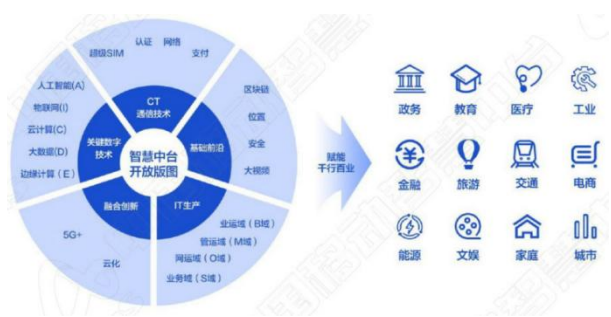 超级SIM
认证
网络
支付
人工智能(A)
物联网(I)
云计算(C)
大数据(D)
边缘计算（E）
CT
通信技术
关键数字
技术
基础前沿
智慧中台
开放版图
融合创新
IT生产
区块链
位置
安全
大视频
5G+
云化
业运域（B域）
管运域（M域）
网运域（O域）
业务域（S域）
赋能
千行百业
政务
教育
医疗
工业
金融
旅游
交通
电商
能源
文娱
家庭
城市